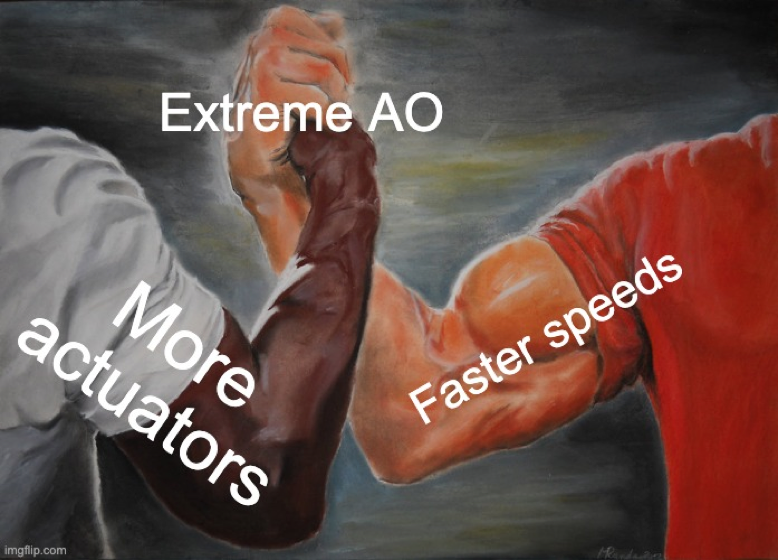 Extreme AO
More
actuators
Faster speeds
imgflip.com